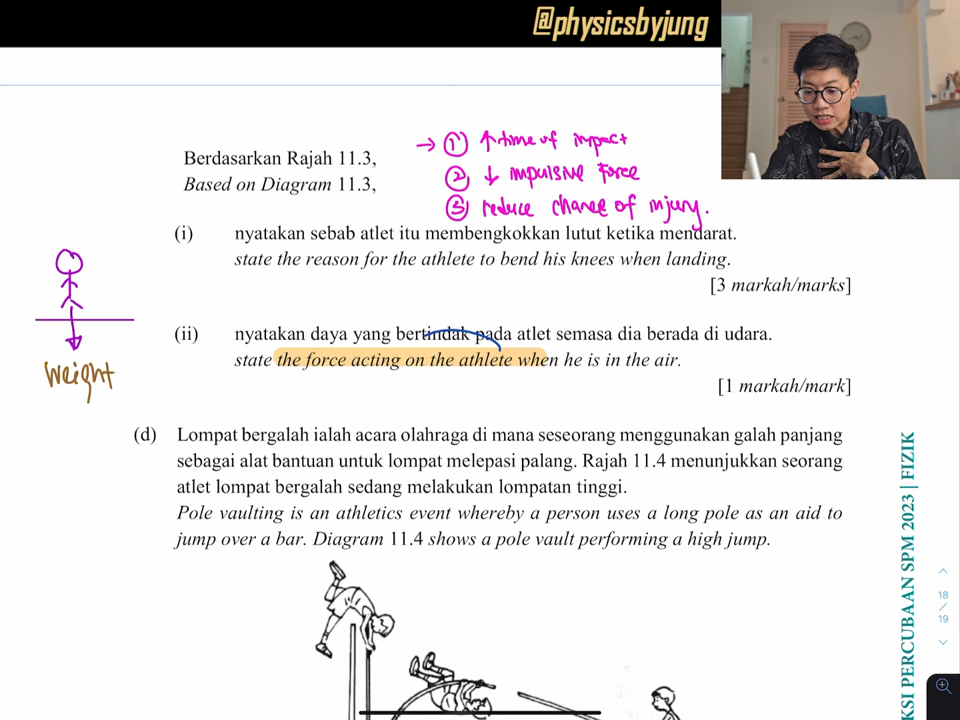 @physicsbyjung
→ ① ↑ time of impact
Berdasarkan Rajah 11.3,
② ↓ impulsive force
Based on Diagram 11.3,
③ reduce chance of injury.
(i) nyatakan sebab atlet itu membengkokkan lutut ketika mendarat.
state the reason for the athlete to bend his knees when landing.
[3 markah/marks]
(ii) nyatakan daya yang bertindak pada atlet semasa dia berada di udara.
state the force acting on the athlete when he is in the air.
Weight
[1 markah/mark]
(d) Lompat bergalah ialah acara olahraga di mana seseorang menggunakan galah panjang
sebagai alat bantuan untuk lompat melepasi palang. Rajah 11.4 menunjukkan seorang
atlet lompat bergalah sedang melakukan lompatan tinggi.
Pole vaulting is an athletics event whereby a person uses a long pole as an aid to
jump over a bar. Diagram 11.4 shows a pole vault performing a high jump.
KSI PERCUBAAN SPM 2023 | FIZIK
18
/
19